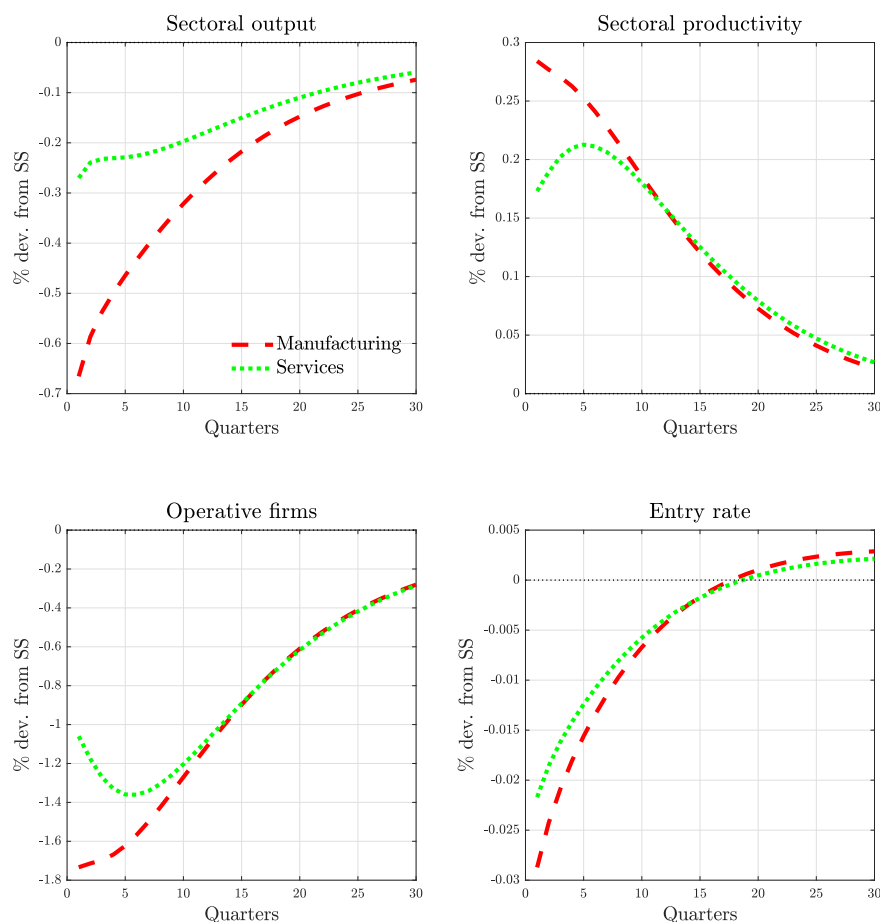 Sectoral output
0
-0.1
-0.2
-0.3
-0.4
-0.5
-0.6
-0.7
% dev. from SS
Manufacturing
Services
0 5 10 15 20 25 30
Quarters
Sectoral productivity
0.3
0.25
0.2
0.15
0.1
0.05
0
% dev. from SS
0 5 10 15 20 25 30
Quarters
Operative firms
0
-0.2
-0.4
-0.6
-0.8
-1
-1.2
-1.4
-1.6
-1.8
% dev. from SS
0 5 10 15 20 25 30
Quarters
Entry rate
0.005
0
-0.005
-0.01
-0.015
-0.02
-0.025
-0.03
% dev. from SS
0 5 10 15 20 25 30
Quarters